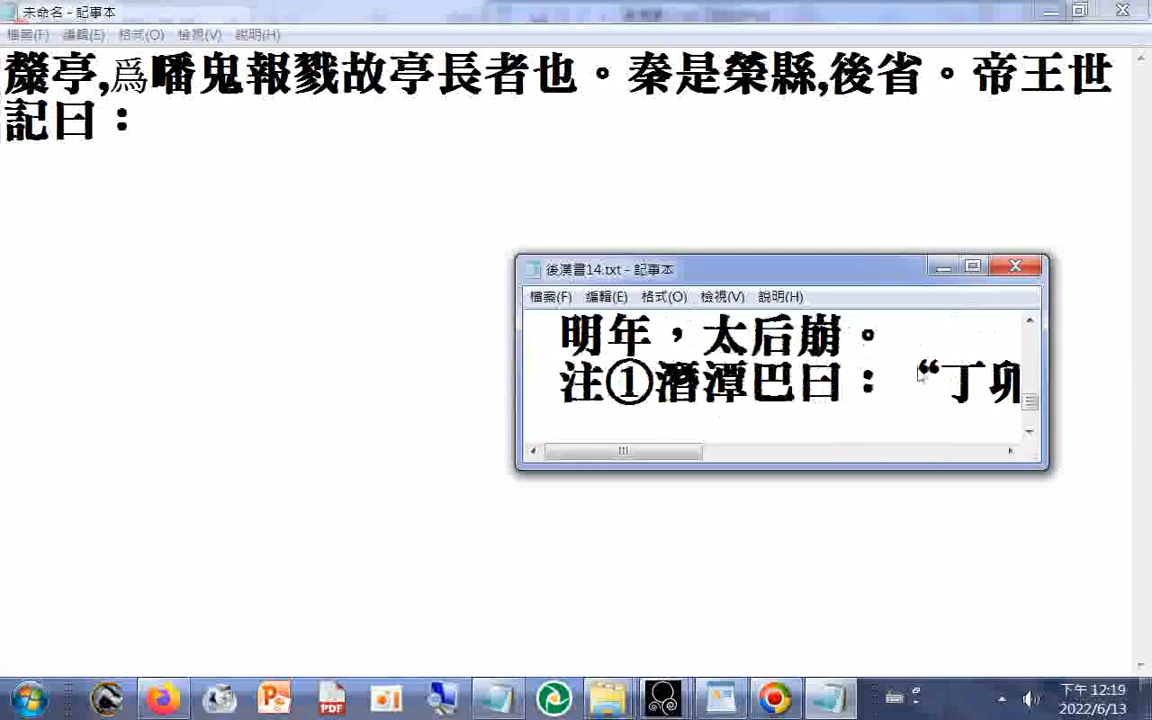 未命名 - 記事本
檔案(F) 編輯(E) 格式(O) 檢視(V) 說明(H)
斄亭,爲皤鬼報戮故亭長者也。秦是榮縣,後省。帝王世
記曰：
後漢書14.txt - 記事本
檔案(F) 編輯(E) 格式(O) 檢視(V) 說明(H)
明年，太后崩。
注①潛潭巴曰：“丁卯
下午 12:19
2022/6/13